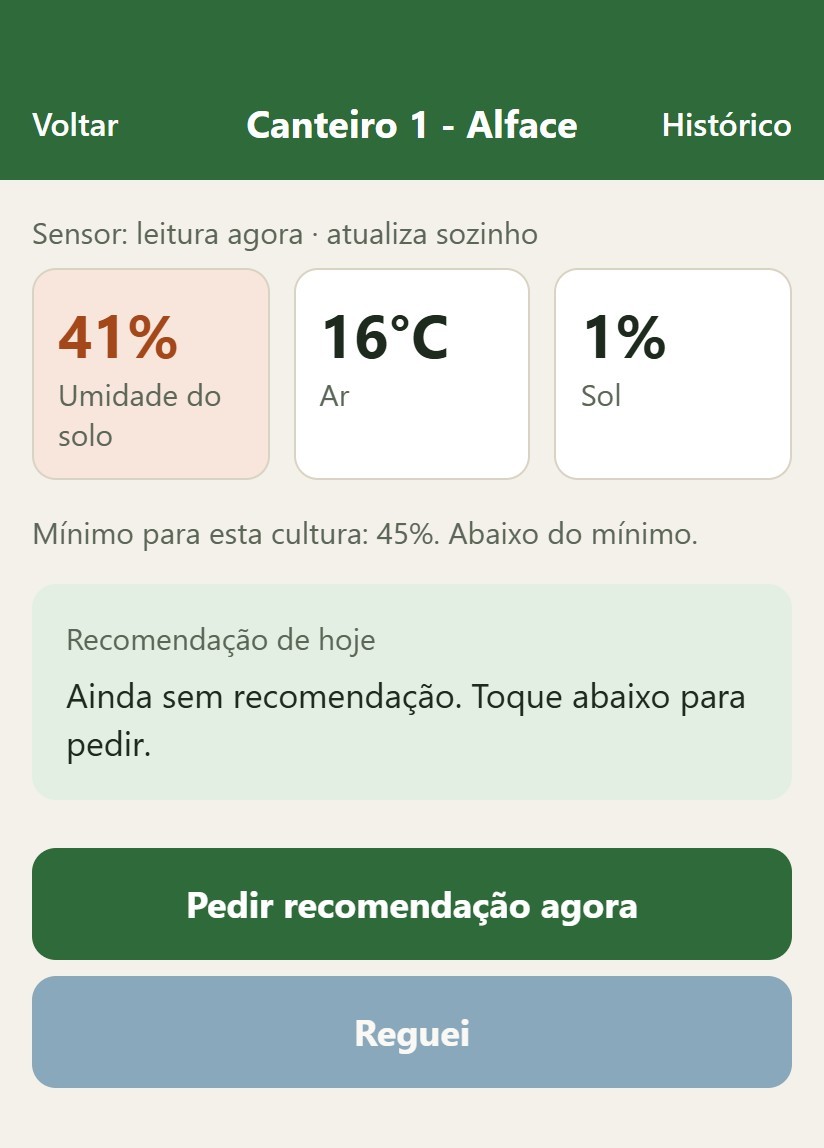 Voltar
Canteiro 1 - Alface
Histórico
Sensor: leitura agora · atualiza sozinho
41%
Umidade do
solo
16°C
Ar
1%
Sol
Mínimo para esta cultura: 45%. Abaixo do mínimo.
Recomendação de hoje
Ainda sem recomendação. Toque abaixo para
pedir.
Pedir recomendação agora
Reguei